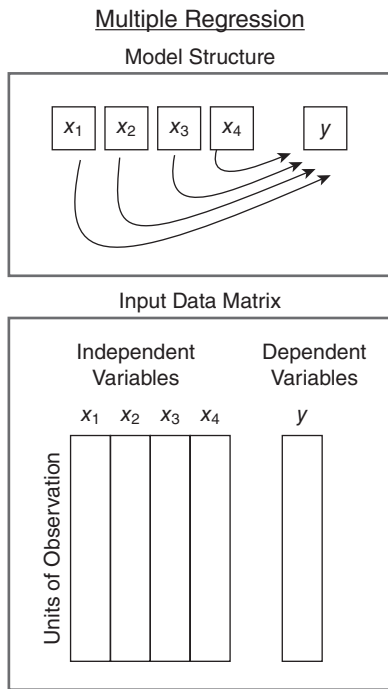 Multiple Regression
Model Structure
x1 x2 x3 x4 y
Input Data Matrix
Independent Variables Dependent Variables
x1 x2 x3 x4 y
Units of Observation